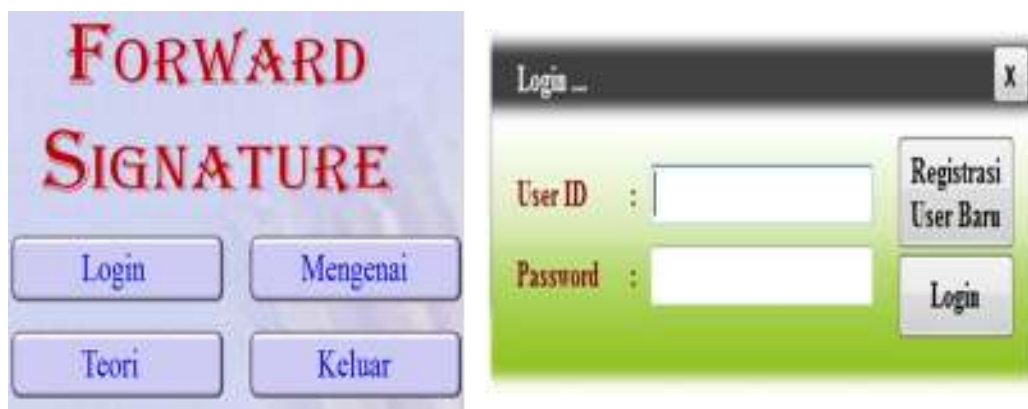 FORWARD
SIGNATURE
Login
Mengenai
Teori
Keluar
Login ...
X
User ID :
Registrasi
User Baru
Password :
Login